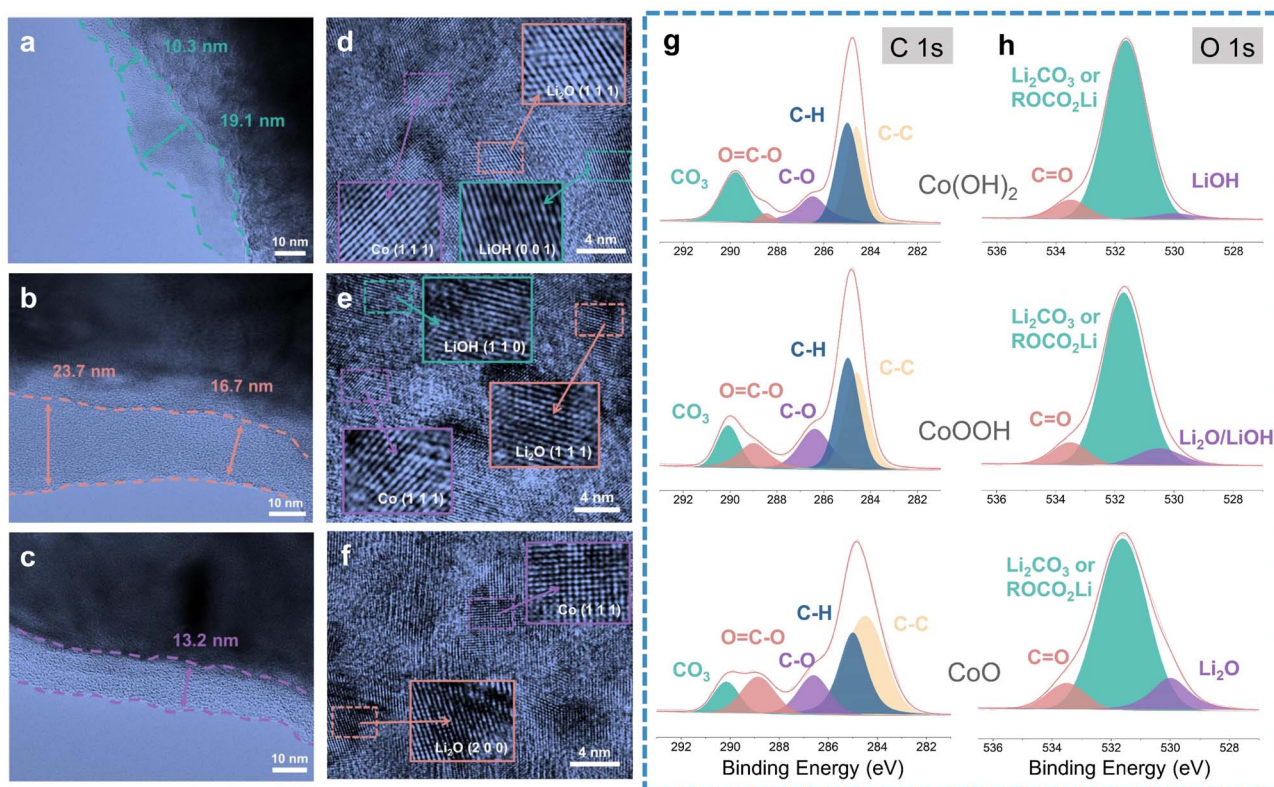 a
10.3 nm
19.1 nm
10 nm
b
23.7 nm
16.7 nm
10 nm
c
13.2 nm
10 nm
d
Li₂O (1 1 1)
Co (1 1 1)
LiOH (0 0 1)
4 nm
e
LiOH (1 1 0)
Li₂O (1 1 1)
Co (1 1 1)
4 nm
f
Co (1 1 1)
Li₂O (2 0 0)
4 nm
g
C 1s
C-H
C-C
O=C-O
CO₃
C-O
292 290 288 286 284 282
C-H
C-C
O=C-O
CO₃
C-O
292 290 288 286 284 282
C-H
C-C
O=C-O
CO₃
C-O
292 290 288 286 284 282
Binding Energy (eV)
Co(OH)₂
CoOOH
CoO
h
O 1s
Li₂CO₃ or
ROCO₂Li
C=O
LiOH
536 534 532 530 528
Li₂CO₃ or
ROCO₂Li
C=O
Li₂O/LiOH
536 534 532 530 528
Li₂CO₃ or
ROCO₂Li
C=O
Li₂O
536 534 532 530 528
Binding Energy (eV)